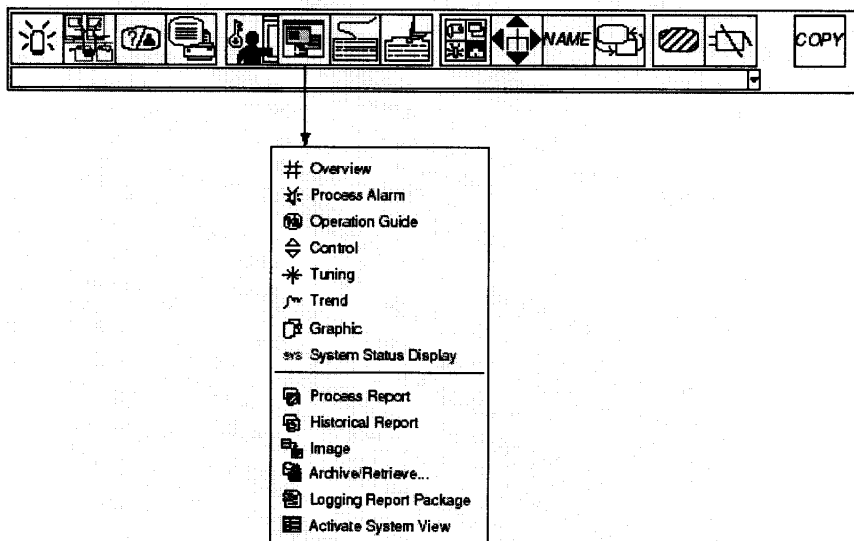 ?/▲
NAME
COPY
Overview
Process Alarm
Operation Guide
Control
Tuning
Trend
Graphic
SYS System Status Display
Process Report
Historical Report
Image
Archive/Retrieve...
Logging Report Package
Activate System View